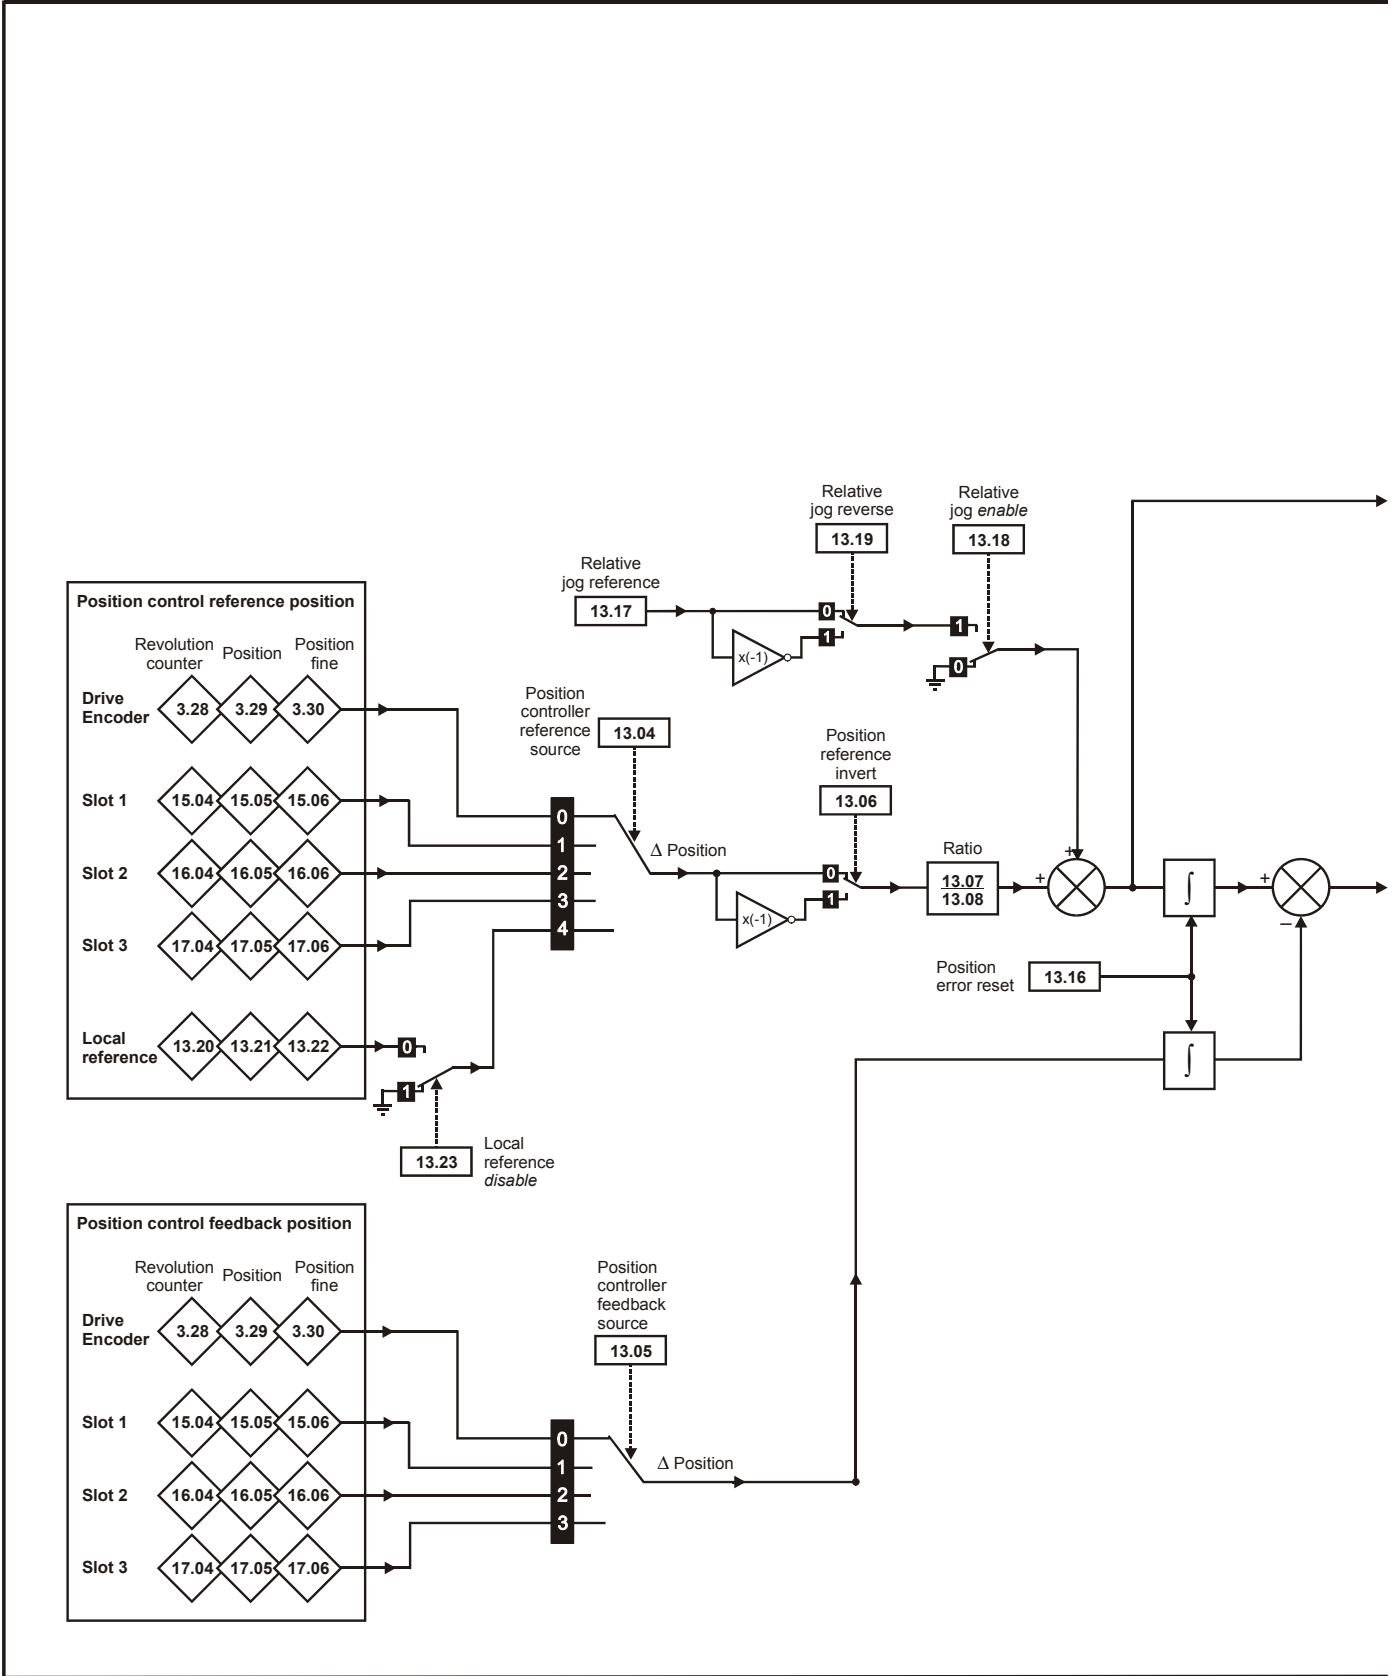 Relative
jog reverse
13.19
Relative
jog enable
13.18
Relative
jog reference
13.17
0
1
x(-1)
1
0
Position control reference position
Revolution
counter
Position
Position
fine
Drive
Encoder
3.28
3.29
3.30
Slot 1
15.04
15.05
15.06
Slot 2
16.04
16.05
16.06
Slot 3
17.04
17.05
17.06
Local
reference
13.20
13.21
13.22
0
1
13.23
Local
reference
disable
Position
controller
reference
source
13.04
0
1
2
3
4
Δ Position
x(-1)
Position
reference
invert
13.06
0
1
Ratio
13.07
13.08
+
+
∫
+
−
Position
error reset
13.16
∫
Position control feedback position
Revolution
counter
Position
Position
fine
Drive
Encoder
3.28
3.29
3.30
Slot 1
15.04
15.05
15.06
Slot 2
16.04
16.05
16.06
Slot 3
17.04
17.05
17.06
Position
controller
feedback
source
13.05
0
1
2
3
Δ Position